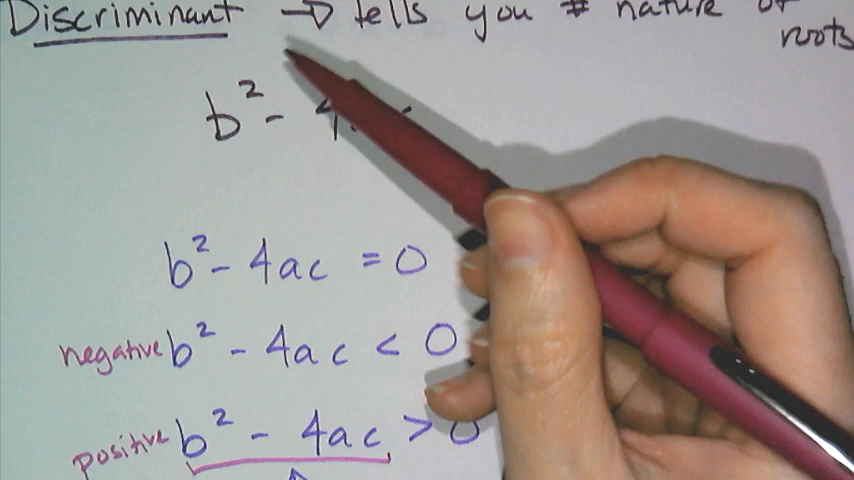 Discriminant → tells you # nature of
roots
b² - 4
b² - 4ac = 0
negative b² - 4ac < 0
positive b² - 4ac > 0